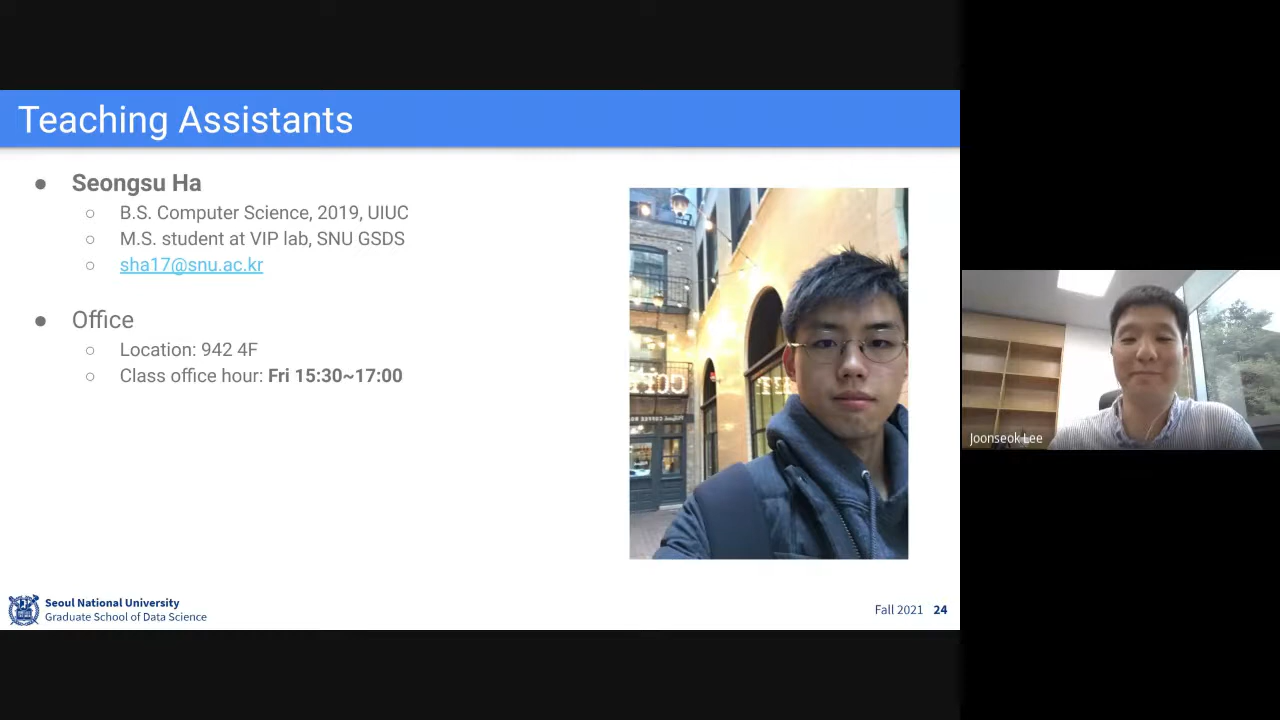 Teaching Assistants
● Seongsu Ha
○ B.S. Computer Science, 2019, UIUC
○ M.S. student at VIP lab, SNU GSDS
○ sha17@snu.ac.kr
● Office
○ Location: 942 4F
○ Class office hour: Fri 15:30~17:00
Joonseok Lee
Seoul National University
Graduate School of Data Science
Fall 2021 24